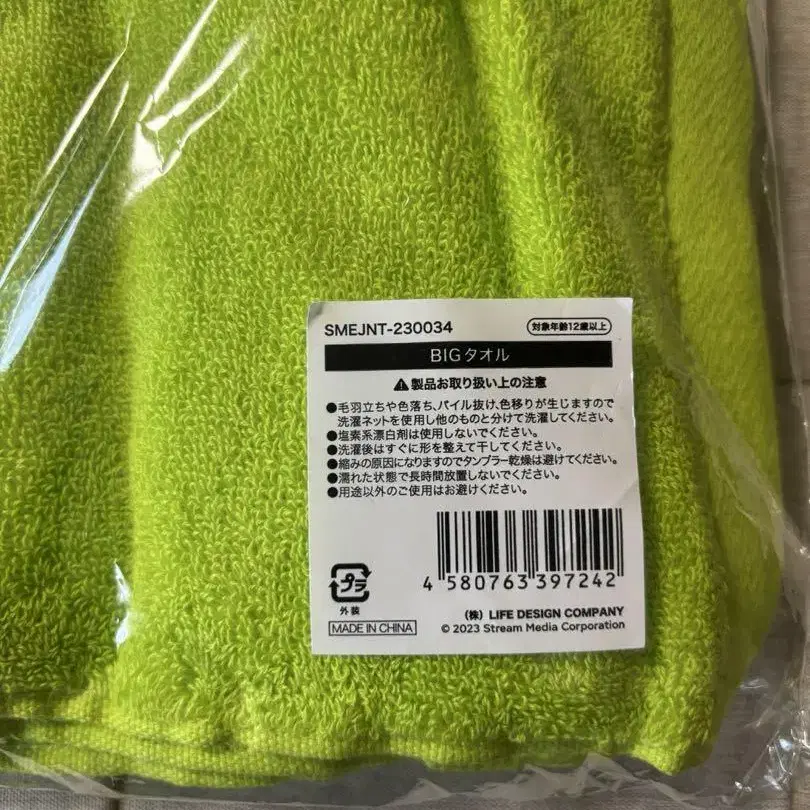 SMEJNT-230034
対象年齢12歳以上
BIGタオル
⚠製品お取り扱い上の注意
●毛羽立ちや色落ち、パイル抜け、色移りが生じますので
洗濯ネットを使用し他のものと分けて洗濯してください。
●塩素系漂白剤は使用しないでください。
●洗濯後はすぐに形を整えて干してください。
●縮みの原因になりますのでタンブラー乾燥は避けてください。
●濡れた状態で長時間放置しないでください。
●用途以外のご使用はお避けください。
4 580763 397242
プラ
外装
(株) LIFE DESIGN COMPANY
MADE IN CHINA
© 2023 Stream Media Corporation